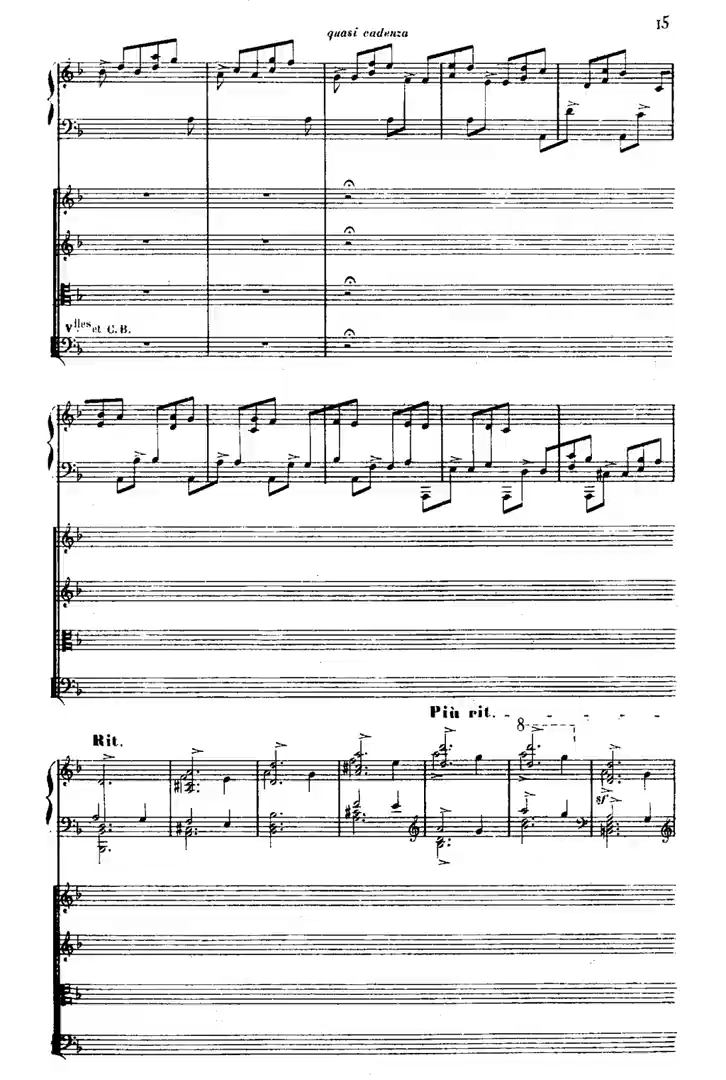 15
quasi cadenza
Vlles et C.B.
Rit.
Più rit.
8
sf